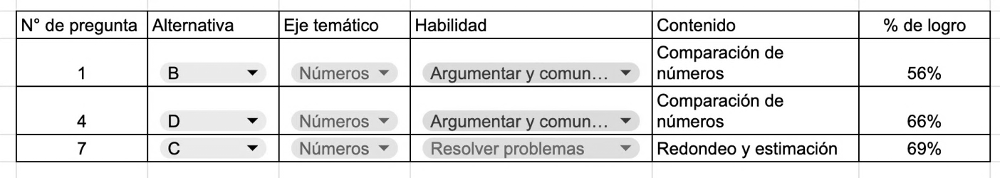 N° de pregunta Alternativa Eje temático Habilidad Contenido % de logro
1 B Números Argumentar y comun... Comparación de números 56%
4 D Números Argumentar y comun... Comparación de números 66%
7 C Números Resolver problemas Redondeo y estimación 69%